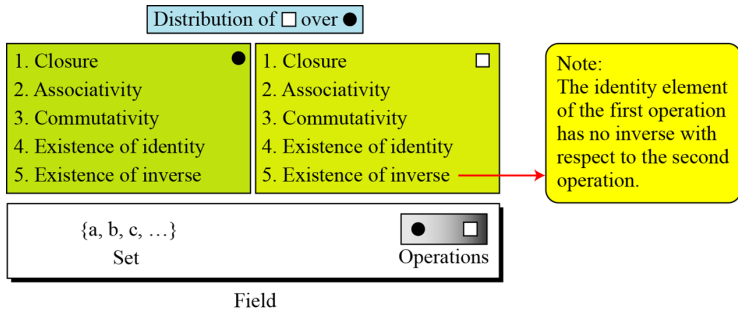 Distribution of □ over ●
1. Closure
2. Associativity
3. Commutativity
4. Existence of identity
5. Existence of inverse
1. Closure
2. Associativity
3. Commutativity
4. Existence of identity
5. Existence of inverse
Note:
The identity element
of the first operation
has no inverse with
respect to the second
operation.
{a, b, c, …}
Set
Operations
Field